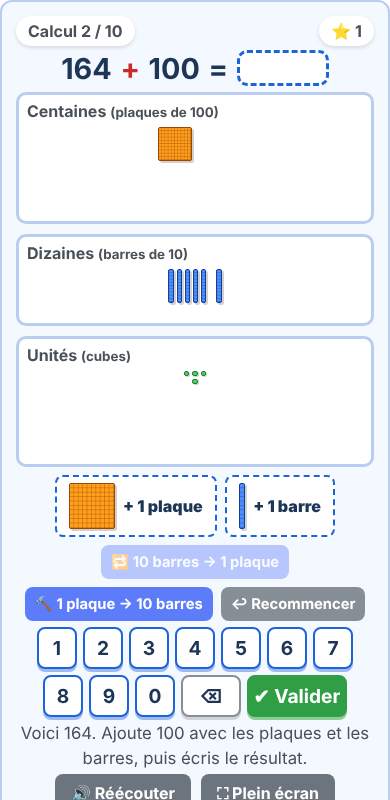 Calcul 2 / 10
⭐ 1
164 + 100 =
Centaines (plaques de 100)
Dizaines (barres de 10)
Unités (cubes)
+ 1 plaque
+ 1 barre
🔁 10 barres → 1 plaque
🔨 1 plaque → 10 barres
↩ Recommencer
1 2 3 4 5 6 7
8 9 0 ⌫ ✔ Valider
Voici 164. Ajoute 100 avec les plaques et les
barres, puis écris le résultat.
🔊 Réécouter
⛶ Plein écran